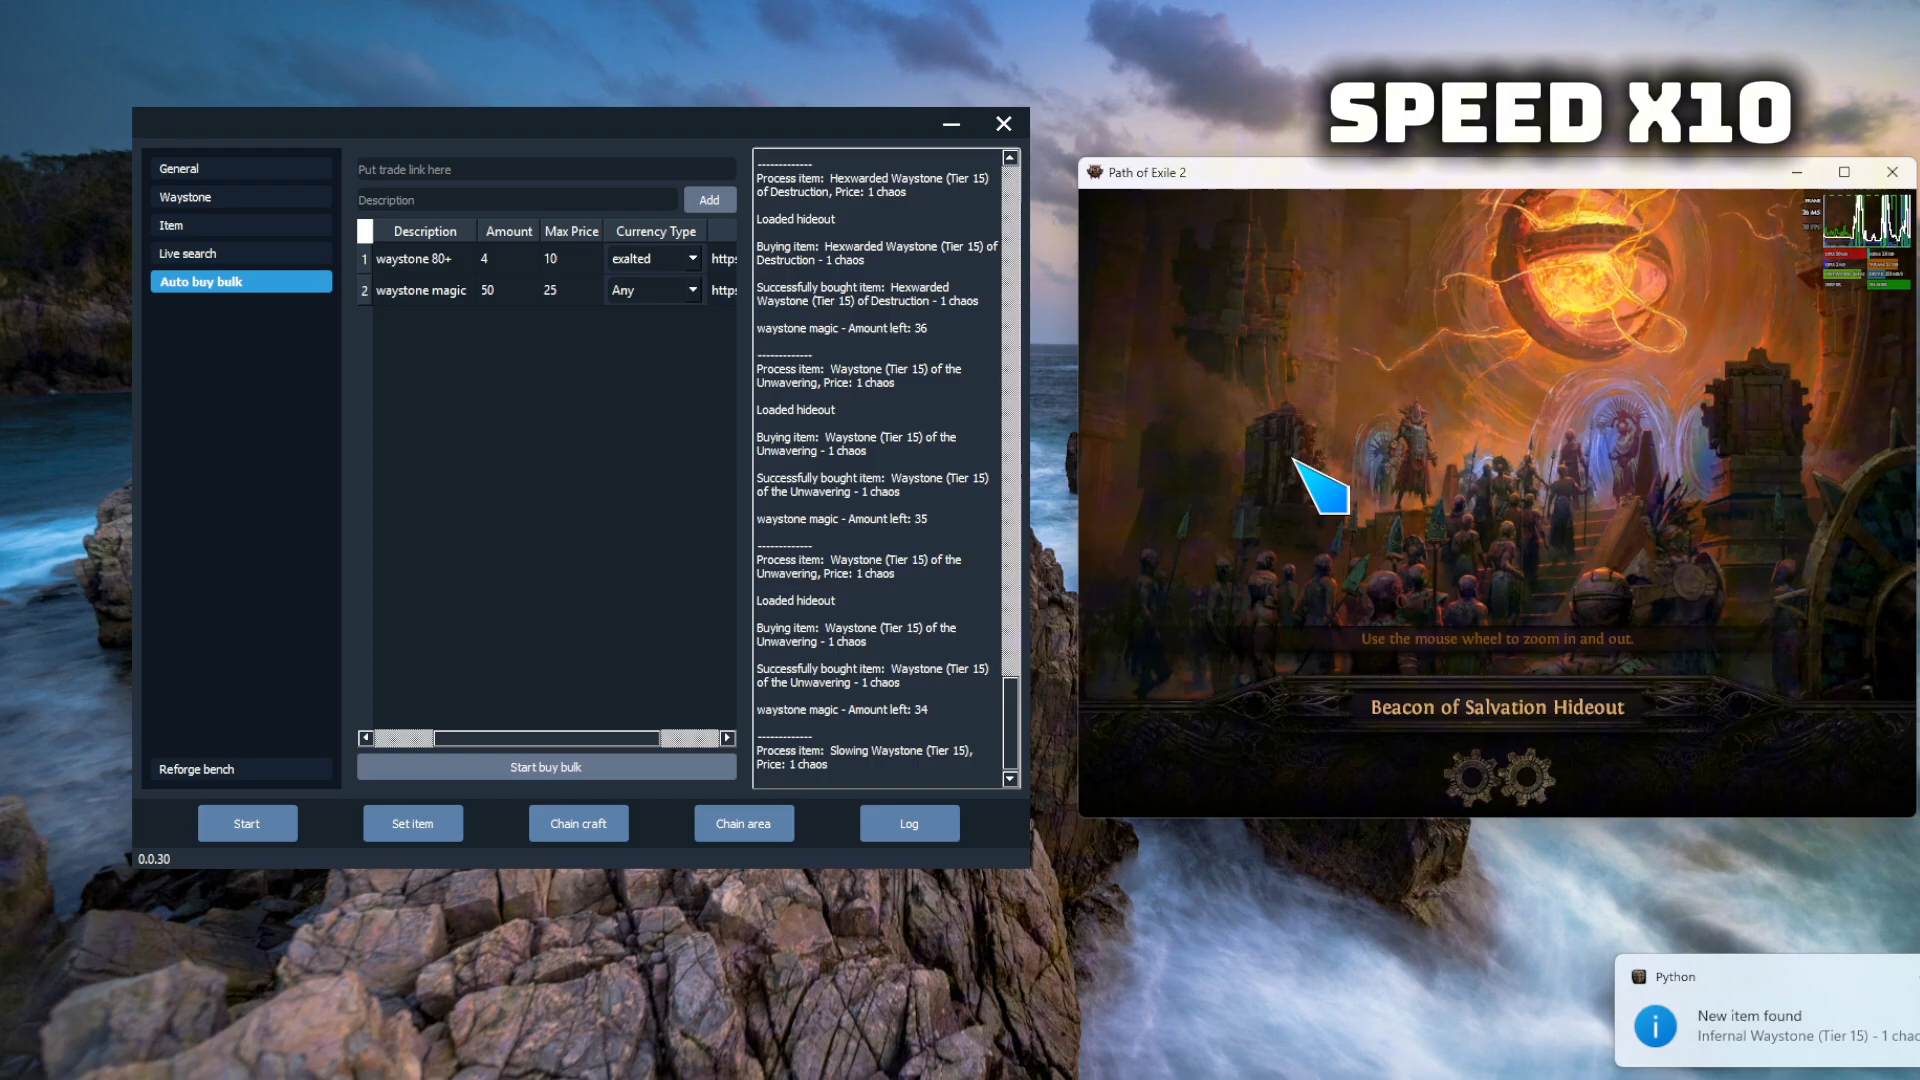 SPEED X10
General
Waystone
Item
Live search
Auto buy bulk
Reforge bench
Put trade link here
Description
Add
Description Amount Max Price Currency Type
1 waystone 80+ 4 10 exalted https
2 waystone magic 50 25 Any https
Start buy bulk
-------------
Process item: Hexwarded Waystone (Tier 15)
of Destruction, Price: 1 chaos
Loaded hideout
Buying item: Hexwarded Waystone (Tier 15) of
Destruction - 1 chaos
Successfully bought item: Hexwarded
Waystone (Tier 15) of Destruction - 1 chaos
waystone magic - Amount left: 36
-------------
Process item: Waystone (Tier 15) of the
Unwavering, Price: 1 chaos
Loaded hideout
Buying item: Waystone (Tier 15) of the
Unwavering - 1 chaos
Successfully bought item: Waystone (Tier 15)
of the Unwavering - 1 chaos
waystone magic - Amount left: 35
-------------
Process item: Waystone (Tier 15) of the
Unwavering, Price: 1 chaos
Loaded hideout
Buying item: Waystone (Tier 15) of the
Unwavering - 1 chaos
Successfully bought item: Waystone (Tier 15)
of the Unwavering - 1 chaos
waystone magic - Amount left: 34
-------------
Process item: Slowing Waystone (Tier 15),
Price: 1 chaos
Start
Set item
Chain craft
Chain area
Log
0.0.30
Path of Exile 2
Use the mouse wheel to zoom in and out.
Beacon of Salvation Hideout
Python
New item found
Infernal Waystone (Tier 15) - 1 chao